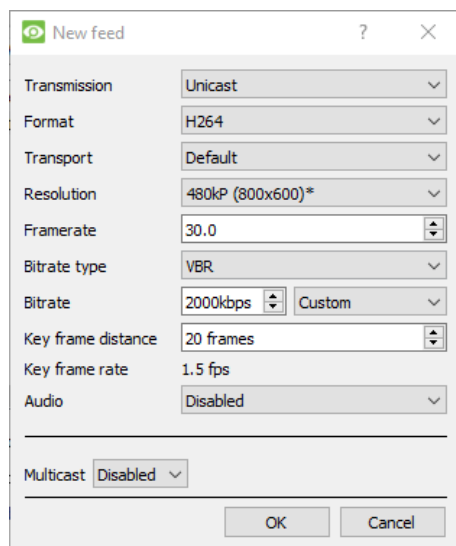 New feed ?
Transmission Unicast
Format H264
Transport Default
Resolution 480kP (800x600)*
Framerate 30.0
Bitrate type VBR
Bitrate 2000kbps Custom
Key frame distance 20 frames
Key frame rate 1.5 fps
Audio Disabled
Multicast Disabled
OK Cancel